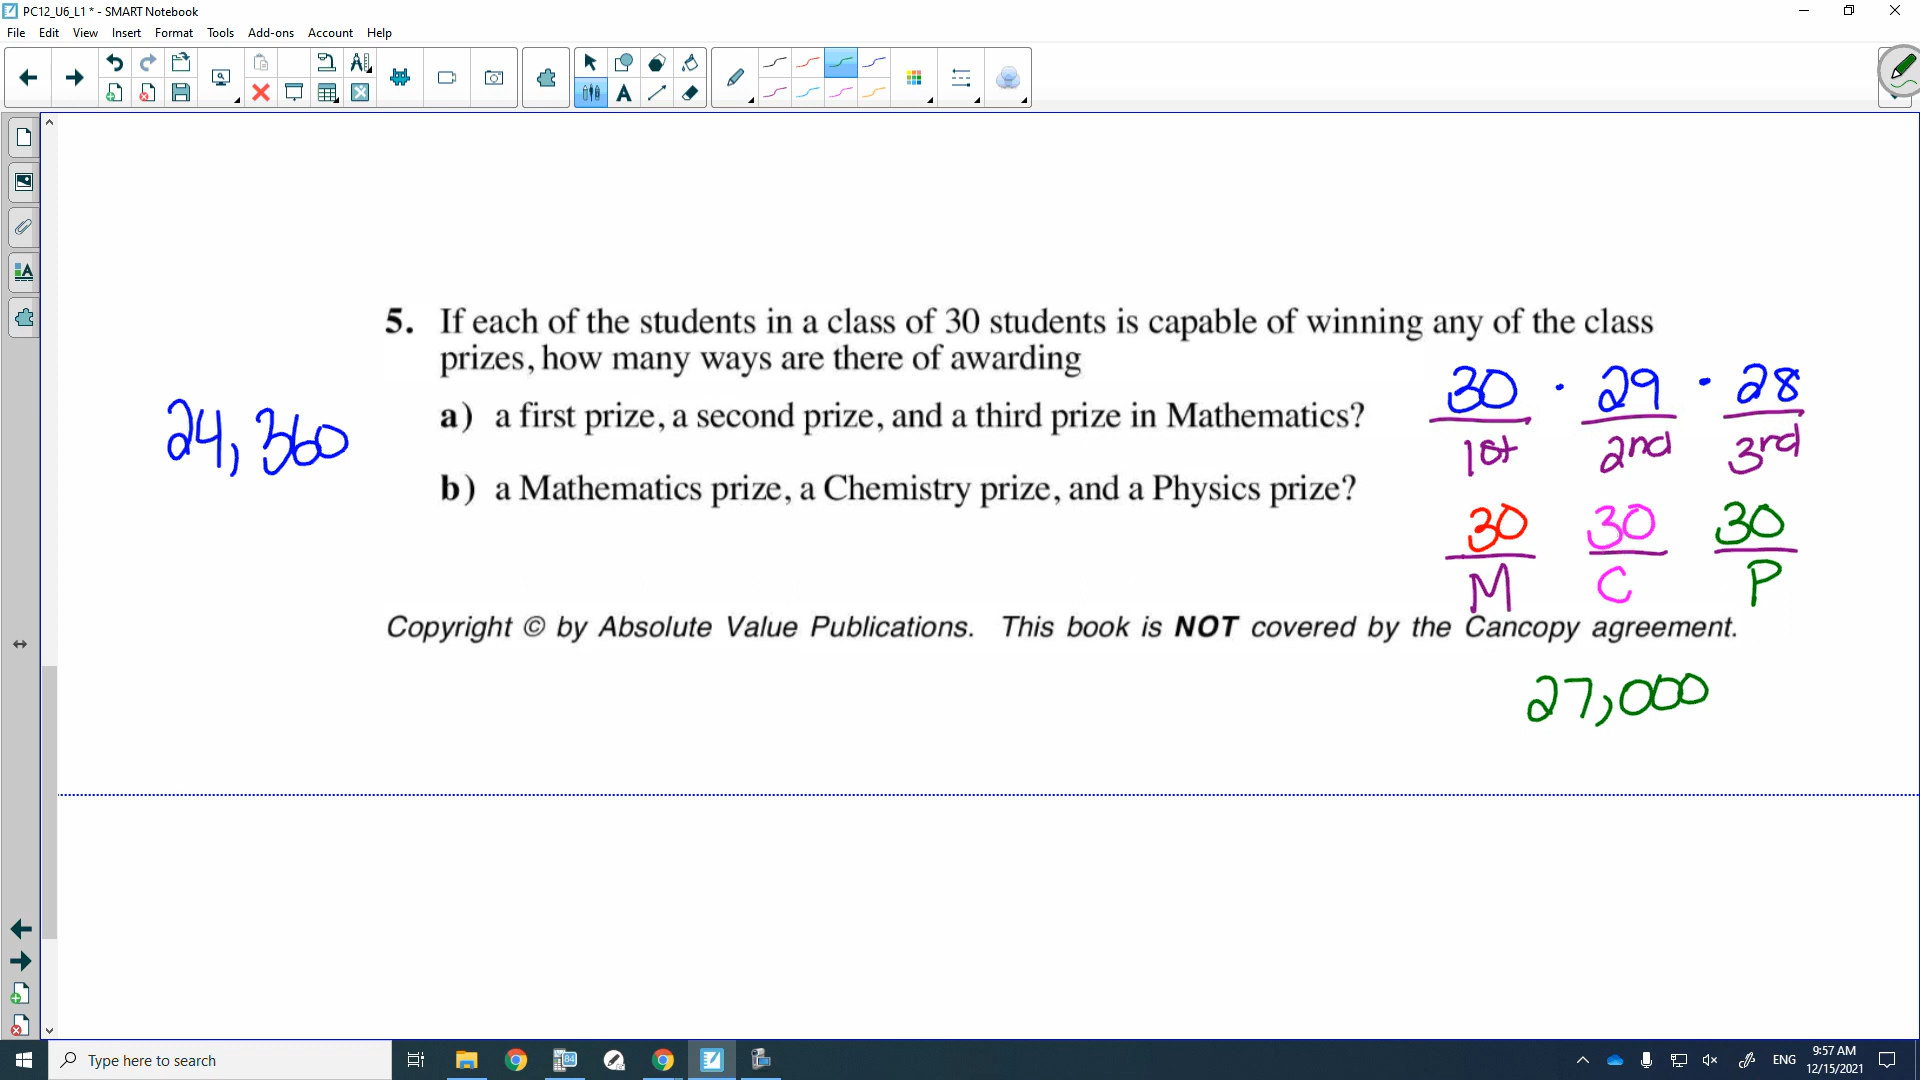 PC12_U6_L1 * - SMART Notebook
File Edit View Insert Format Tools Add-ons Account Help
5. If each of the students in a class of 30 students is capable of winning any of the class
prizes, how many ways are there of awarding
30 · 29 · 28
24,360
a) a first prize, a second prize, and a third prize in Mathematics?
1st 2nd 3rd
b) a Mathematics prize, a Chemistry prize, and a Physics prize?
30 30 30
M C P
Copyright © by Absolute Value Publications. This book is NOT covered by the Cancopy agreement.
27,000
Type here to search
84
ENG
9:57 AM
12/15/2021